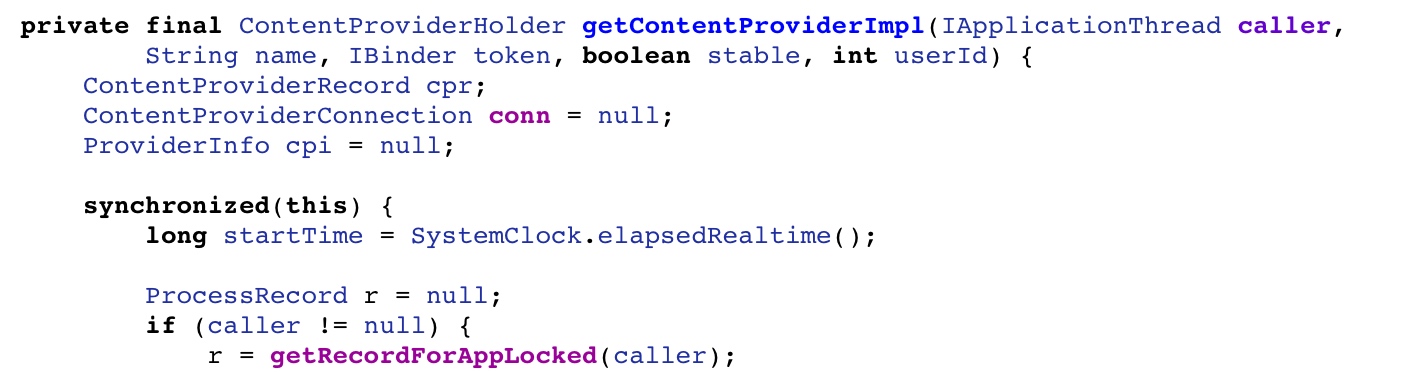 private final ContentProviderHolder getContentProviderImpl(IApplicationThread caller,
        String name, IBinder token, boolean stable, int userId) {
    ContentProviderRecord cpr;
    ContentProviderConnection conn = null;
    ProviderInfo cpi = null;

    synchronized(this) {
        long startTime = SystemClock.elapsedRealtime();

        ProcessRecord r = null;
        if (caller != null) {
            r = getRecordForAppLocked(caller);